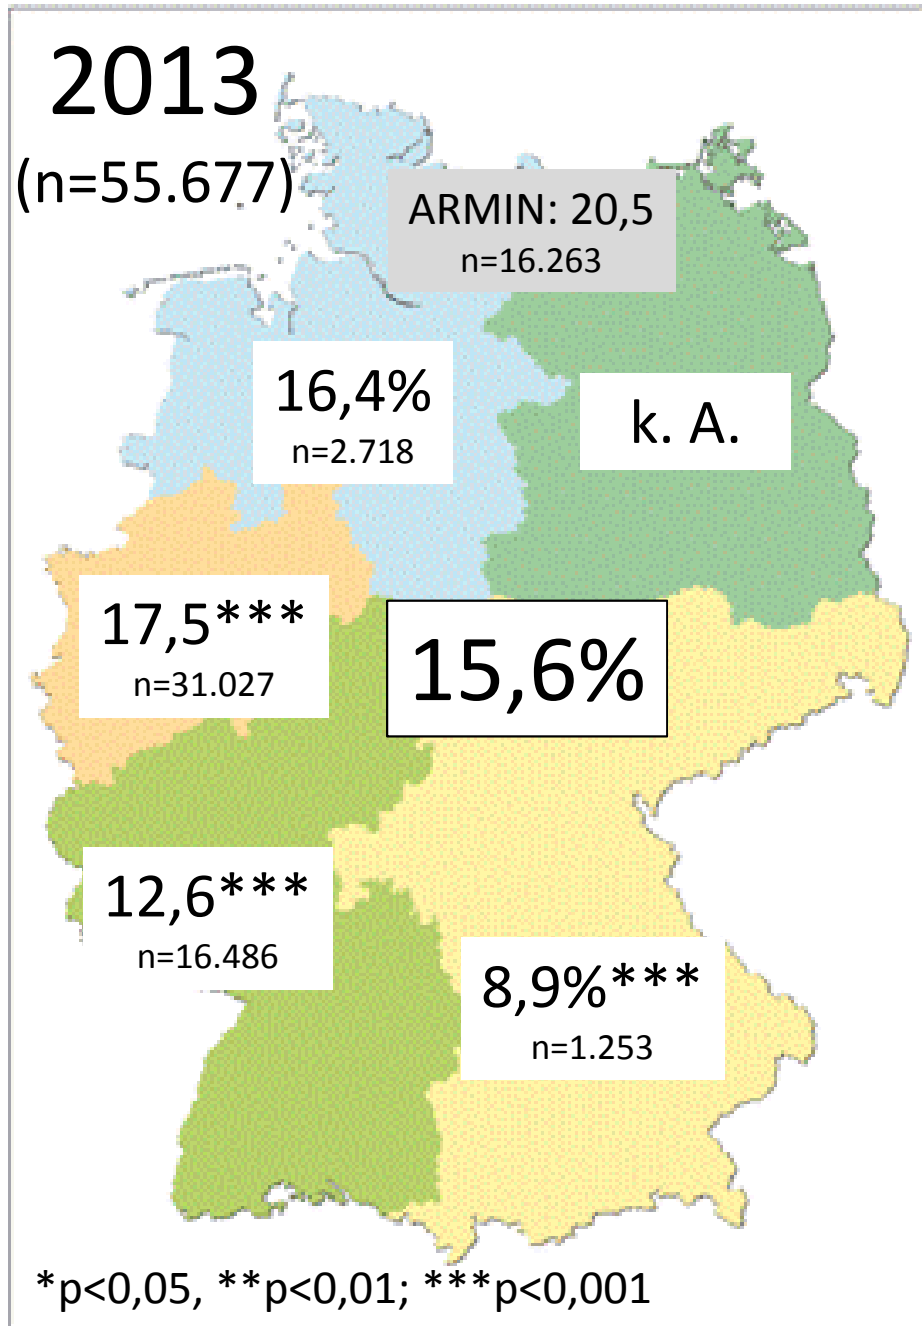 2013
(n=55.677)
ARMIN: 20,5
n=16.263
16,4%
n=2.718
k. A.
17,5***
n=31.027
15,6%
12,6***
n=16.486
8,9%***
n=1.253
*p<0,05, **p<0,01; ***p<0,001